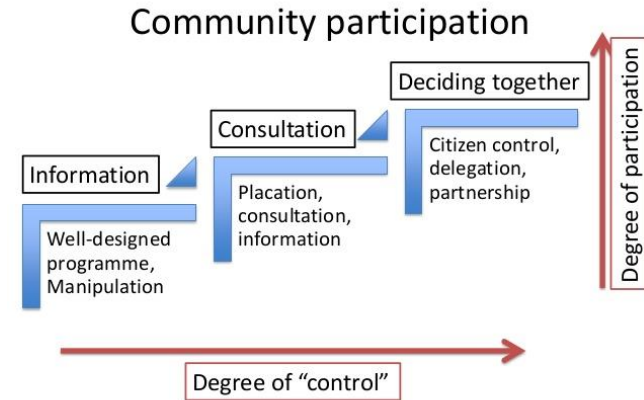 Community participation
Deciding together
Citizen control,
delegation,
partnership
Consultation
Placation,
consultation,
information
Information
Well-designed
programme,
Manipulation
Degree of participation
Degree of “control”